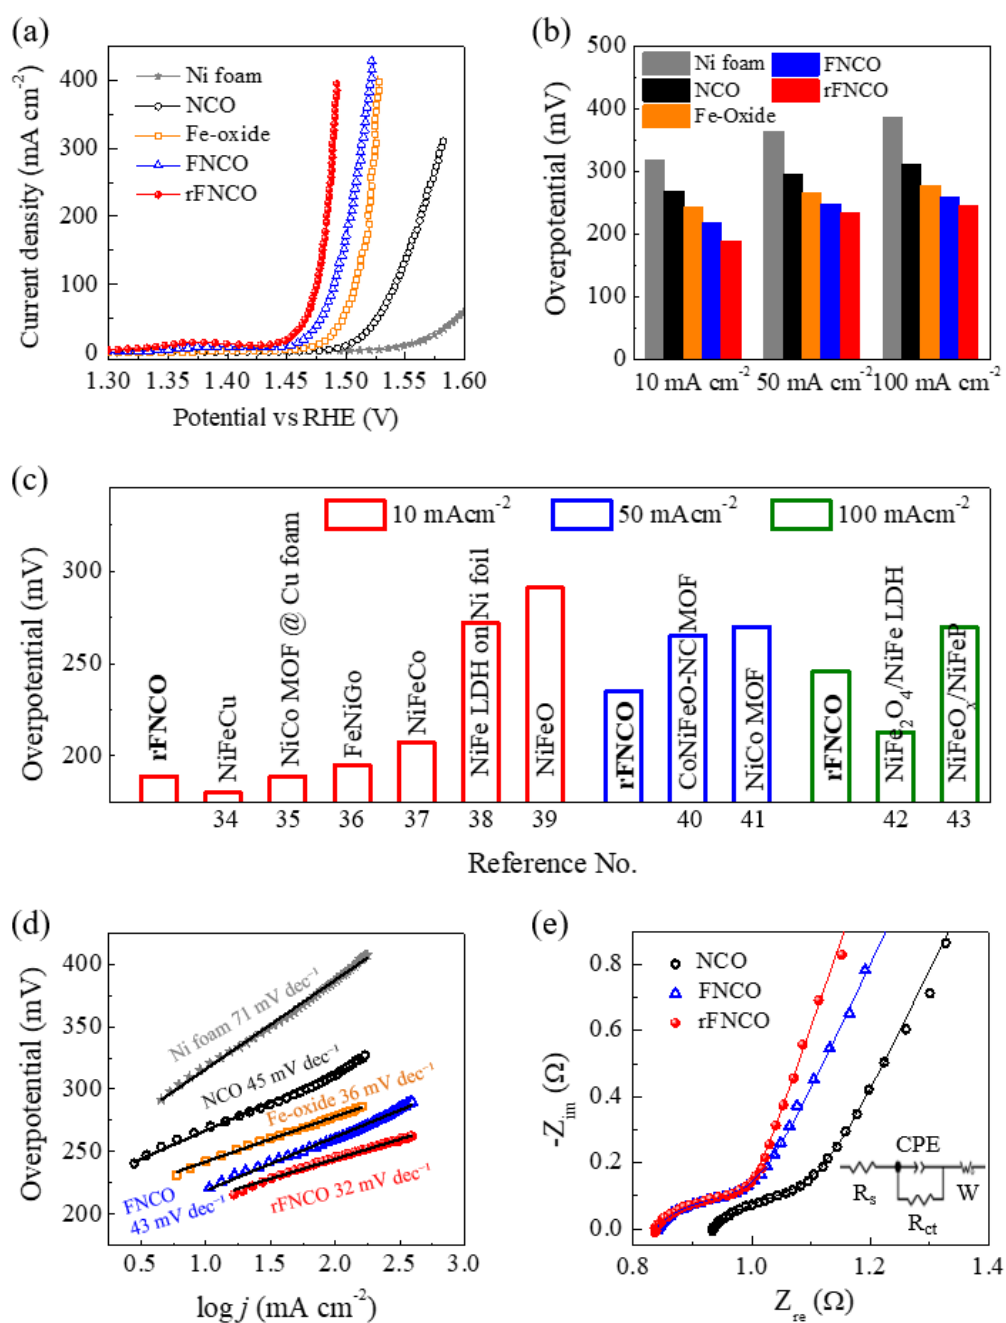 (a)
Current density (mA cm⁻²)
400
300
200
100
0
Ni foam
NCO
Fe-oxide
FNCO
rFNCO
1.30 1.35 1.40 1.45 1.50 1.55 1.60
Potential vs RHE (V)
(b)
Overpotential (mV)
500
400
300
200
100
0
Ni foam
NCO
Fe-Oxide
FNCO
rFNCO
10 mA cm⁻² 50 mA cm⁻² 100 mA cm⁻²
(c)
Overpotential (mV)
300
250
200
10 mAcm⁻² 50 mAcm⁻² 100 mAcm⁻²
rFNCO
NiFeCu
NiCo MOF @ Cu foam
FeNiGo
NiFeCo
NiFe LDH on Ni foil
NiFeO
rFNCO
CoNiFeO-NC MOF
NiCo MOF
rFNCO
NiFe₂O₄/NiFe LDH
NiFeOₓ/NiFeP
34 35 36 37 38 39 40 41 42 43
Reference No.
(d)
Overpotential (mV)
400
350
300
250
200
Ni foam 71 mV dec⁻¹
NCO 45 mV dec⁻¹
Fe-oxide 36 mV dec⁻¹
FNCO
43 mV dec⁻¹
rFNCO 32 mV dec⁻¹
0.5 1.0 1.5 2.0 2.5 3.0
log j (mA cm⁻²)
(e)
-Z_im (Ω)
0.8
0.6
0.4
0.2
0.0
NCO
FNCO
rFNCO
CPE
R_s
W
R_ct
0.8 1.0 1.2 1.4
Z_re (Ω)